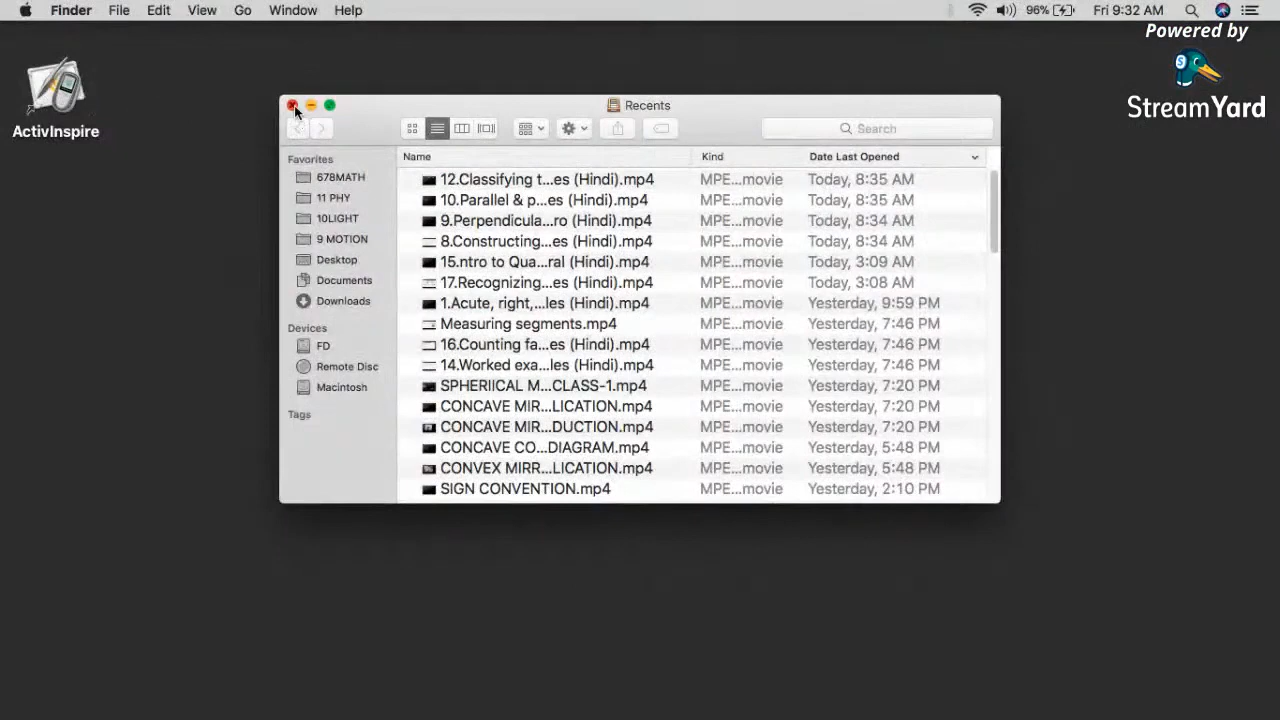 Finder File Edit View Go Window Help 96% Fri 9:32 AM
Powered by
StreamYard
ActivInspire
Recents
Search
Favorites
678MATH
11 PHY
10LIGHT
9 MOTION
Desktop
Documents
Downloads
Devices
FD
Remote Disc
Macintosh
Tags
Name Kind Date Last Opened
12.Classifying t...es (Hindi).mp4 MPE...movie Today, 8:35 AM
10.Parallel & p...es (Hindi).mp4 MPE...movie Today, 8:35 AM
9.Perpendicula...ro (Hindi).mp4 MPE...movie Today, 8:34 AM
8.Constructing...es (Hindi).mp4 MPE...movie Today, 8:34 AM
15.ntro to Qua...ral (Hindi).mp4 MPE...movie Today, 3:09 AM
17.Recognizing...es (Hindi).mp4 MPE...movie Today, 3:08 AM
1.Acute, right,...les (Hindi).mp4 MPE...movie Yesterday, 9:59 PM
Measuring segments.mp4 MPE...movie Yesterday, 7:46 PM
16.Counting fa...es (Hindi).mp4 MPE...movie Yesterday, 7:46 PM
14.Worked exa...les (Hindi).mp4 MPE...movie Yesterday, 7:46 PM
SPHERIICAL M...CLASS-1.mp4 MPE...movie Yesterday, 7:20 PM
CONCAVE MIR...LICATION.mp4 MPE...movie Yesterday, 7:20 PM
CONCAVE MIR...DUCTION.mp4 MPE...movie Yesterday, 7:20 PM
CONCAVE CO...DIAGRAM.mp4 MPE...movie Yesterday, 5:48 PM
CONVEX MIRR...LICATION.mp4 MPE...movie Yesterday, 5:48 PM
SIGN CONVENTION.mp4 MPE...movie Yesterday, 2:10 PM